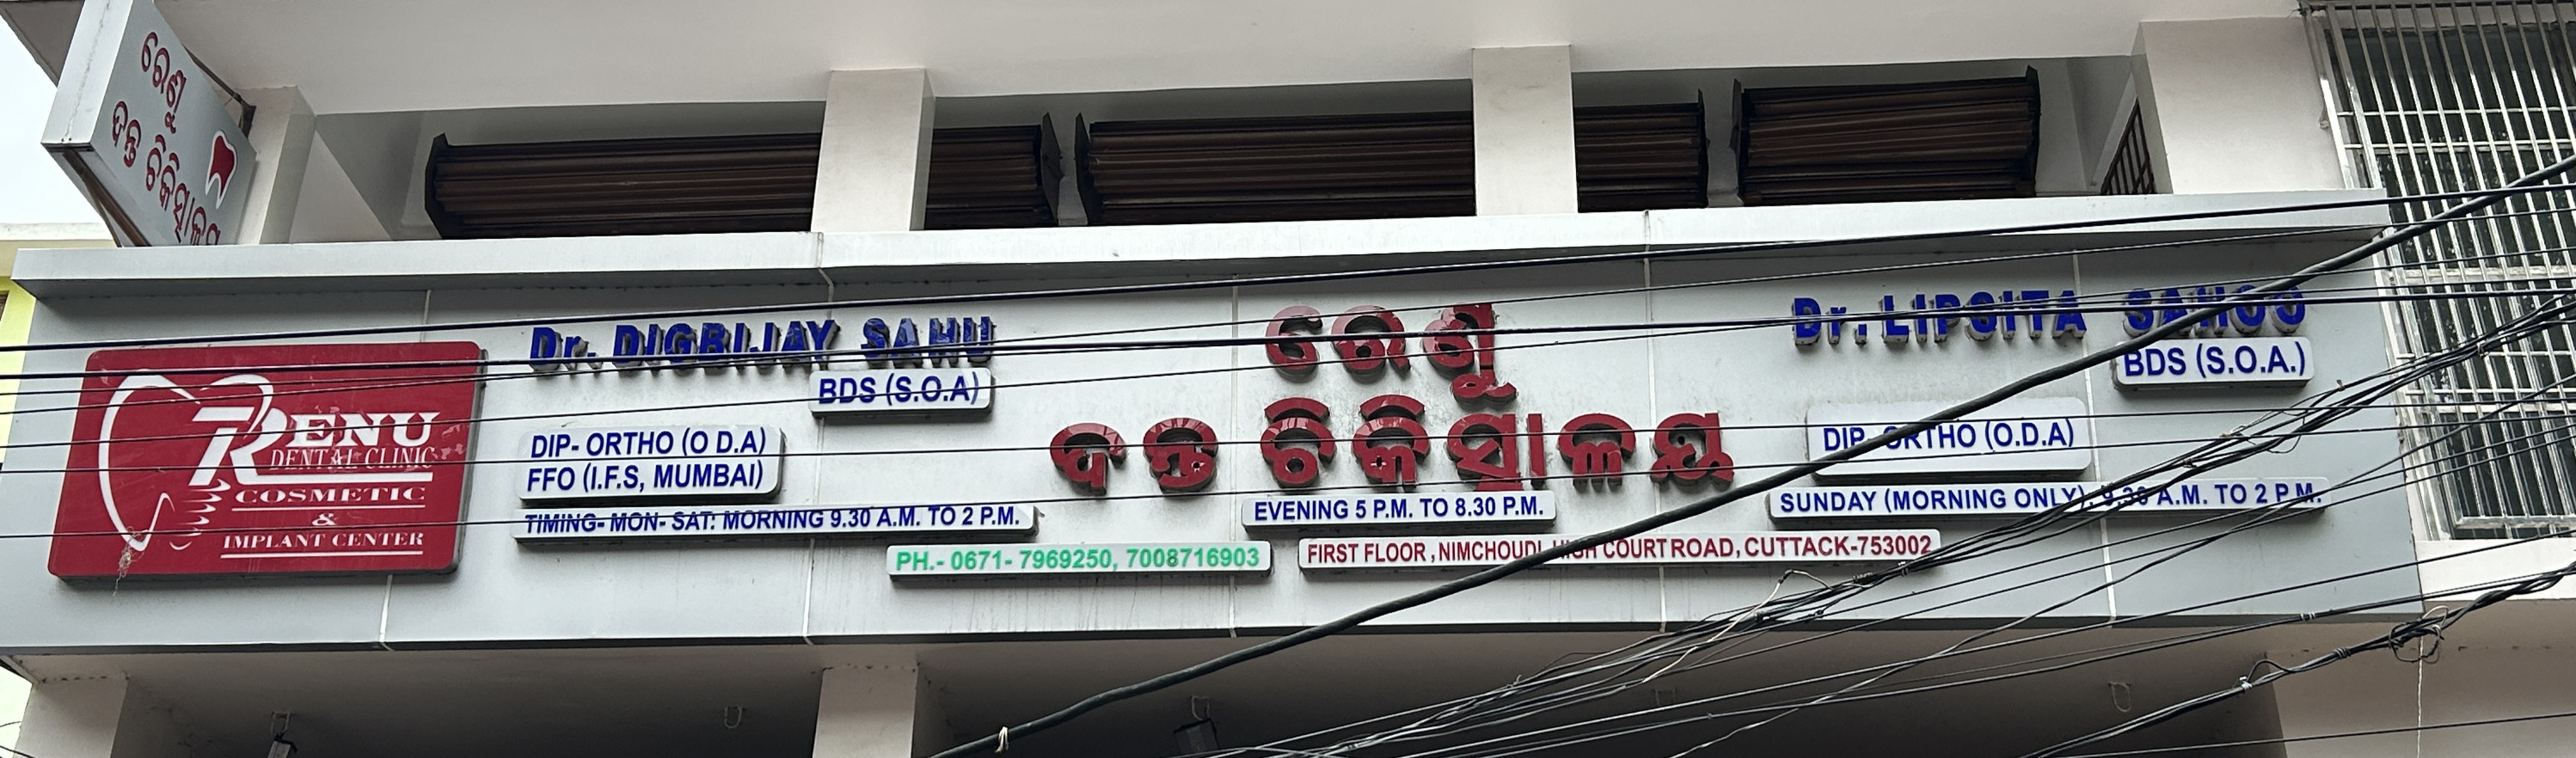 ରେଣୁ
ଦନ୍ତ ଚିକିତ୍ସାଳୟ
RENU
DENTAL CLINIC
COSMETIC
&
IMPLANT CENTER
Dr. DIGBIJAY SAHU
BDS (S.O.A)
DIP- ORTHO (O D.A)
FFO (I.F.S, MUMBAI)
TIMING- MON- SAT: MORNING 9.30 A.M. TO 2 P.M.
ରେଣୁ
ଦନ୍ତ ଚିକିତ୍ସାଳୟ
EVENING 5 P.M. TO 8.30 P.M.
Dr. LIPSITA SAHOO
BDS (S.O.A.)
DIP- ORTHO (O.D.A)
SUNDAY (MORNING ONLY): 9.30 A.M. TO 2 P M.
PH.- 0671- 7969250, 7008716903
FIRST FLOOR , NIMCHOUDI, HIGH COURT ROAD, CUTTACK-753002